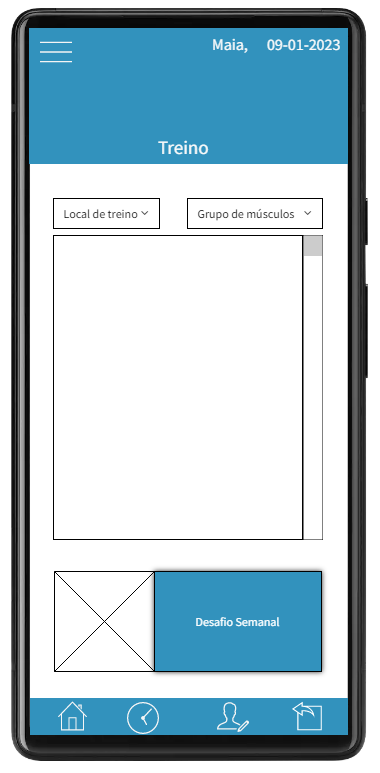 Maia, 09-01-2023
Treino
Local de treino
Grupo de músculos
Desafio Semanal